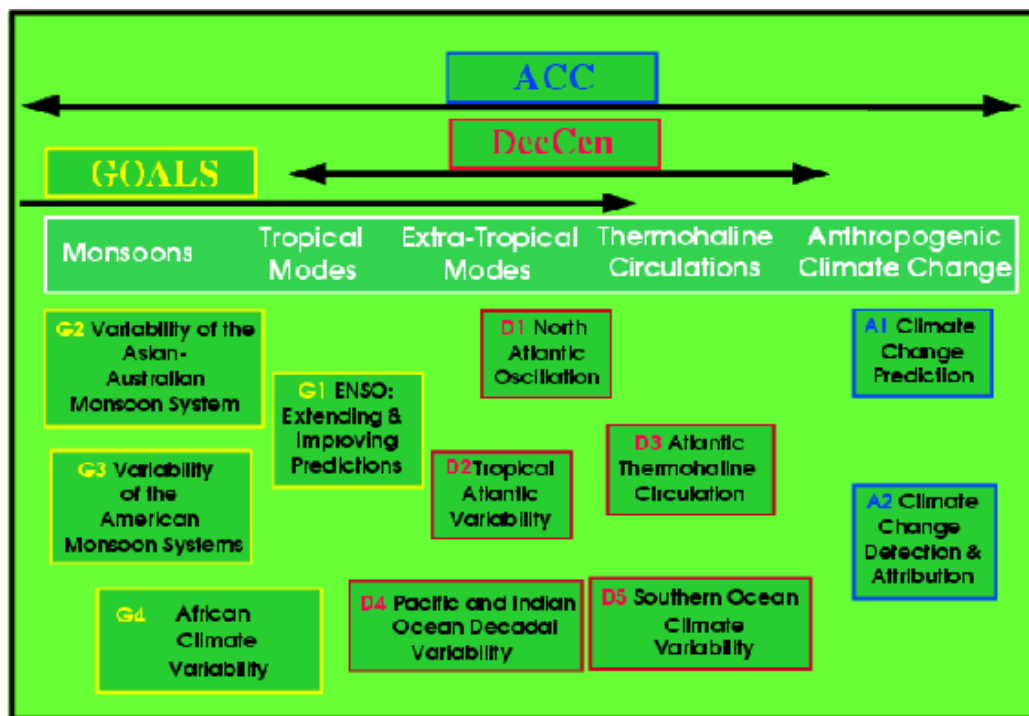 ACC
DecCen
GOALS
Monsoons
Tropical
Modes
Extra-Tropical
Modes
Thermohaline
Circulations
Anthropogenic
Climate Change
G2 Variability of the
Asian-
Australian
Monsoon System
G1 ENSO:
Extending &
Improving
Predictions
D1 North
Atlantic
Oscillation
A1 Climate
Change
Prediction
G3 Variability
of the
American
Monsoon Systems
D2Tropical
Atlantic
Variability
D3 Atlantic
Thermohaline
Circulation
A2 Climate
Change
Detection &
Attribution
G4 African
Climate
Variability
D4 Pacific and Indian
Ocean Decadal
Variability
D5 Southern Ocean
Climate
Variability